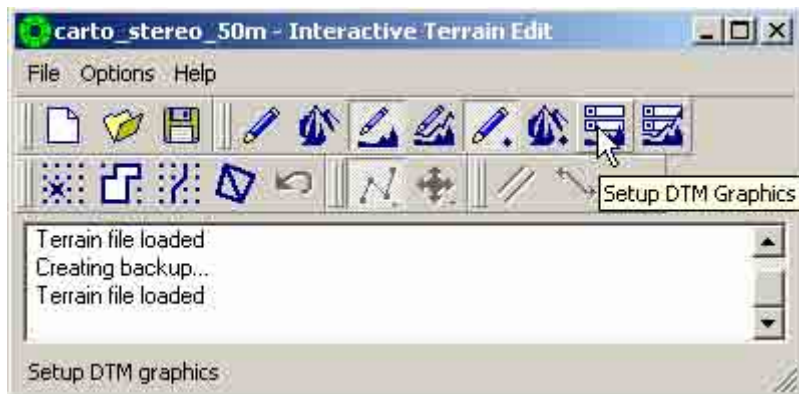 carto_stereo_50m - Interactive Terrain Edit
File Options Help
Setup DTM Graphics
Terrain file loaded
Creating backup...
Terrain file loaded
Setup DTM graphics